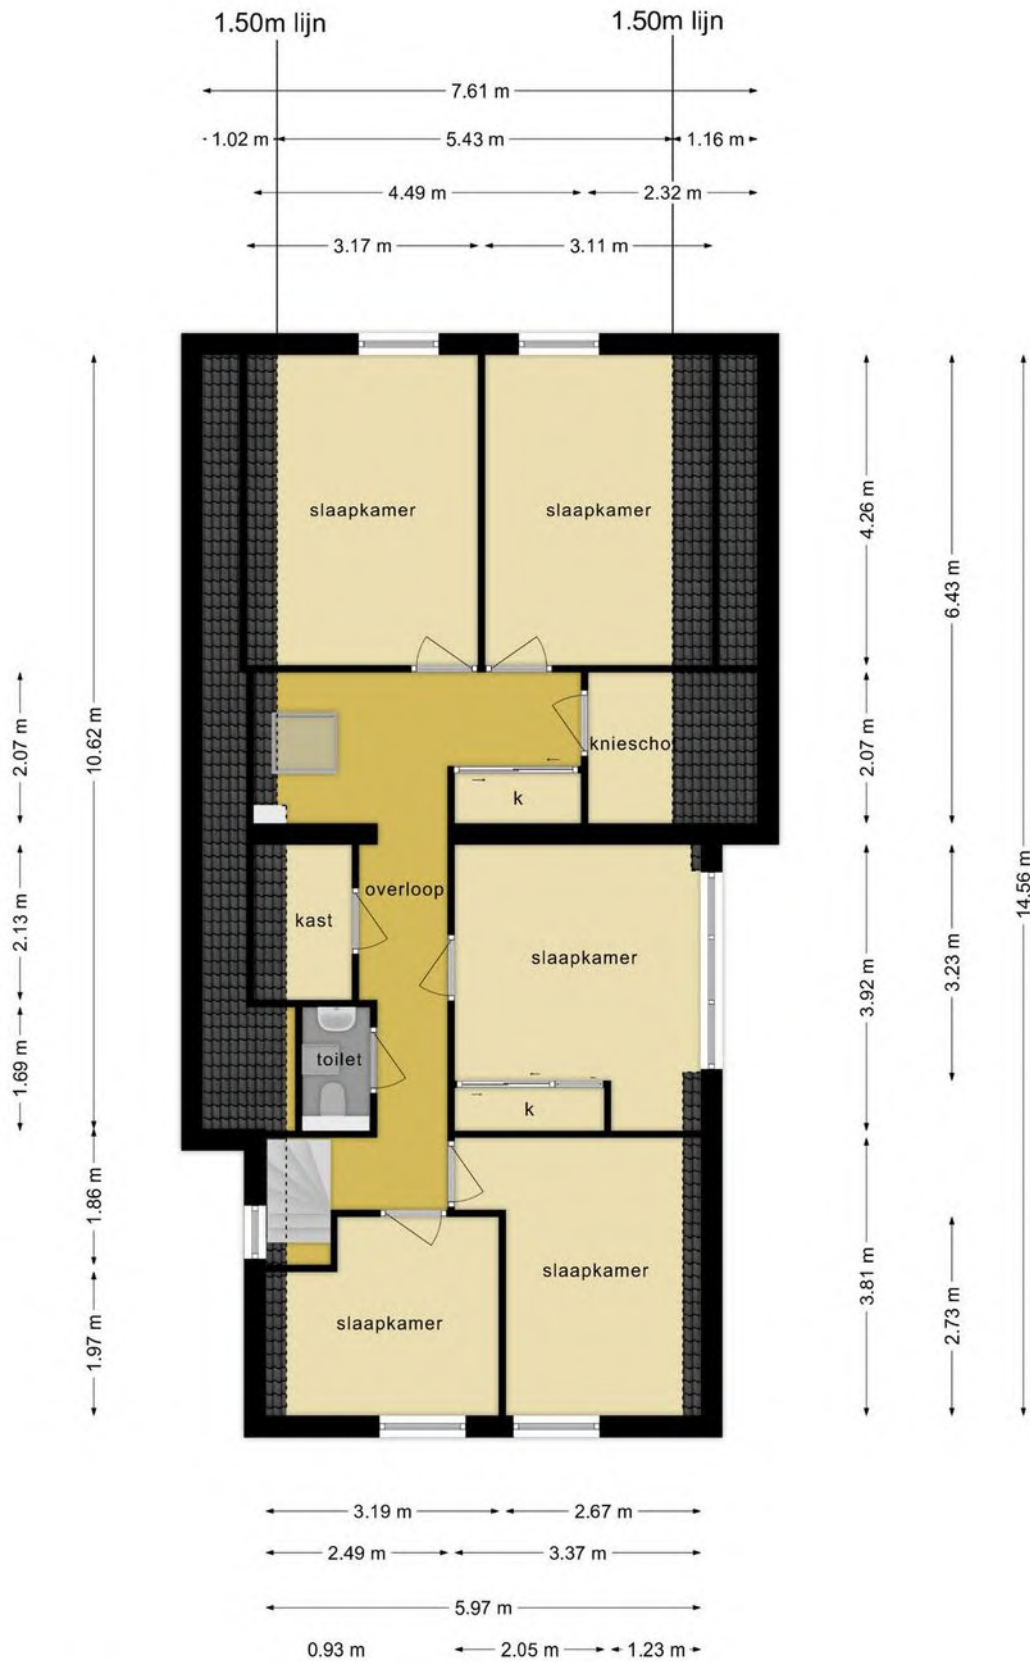 1.50m lijn
1.50m lijn
7.61 m
1.02 m
5.43 m
1.16 m
4.49 m
2.32 m
3.17 m
3.11 m
slaapkamer
slaapkamer
4.26 m
6.43 m
2.07 m
10.62 m
kniescho
2.07 m
k
14.56 m
overloop
kast
2.13 m
slaapkamer
3.23 m
3.92 m
1.69 m
toilet
k
1.86 m
slaapkamer
3.81 m
slaapkamer
1.97 m
2.73 m
3.19 m
2.67 m
2.49 m
3.37 m
5.97 m
0.93 m
2.05 m
1.23 m